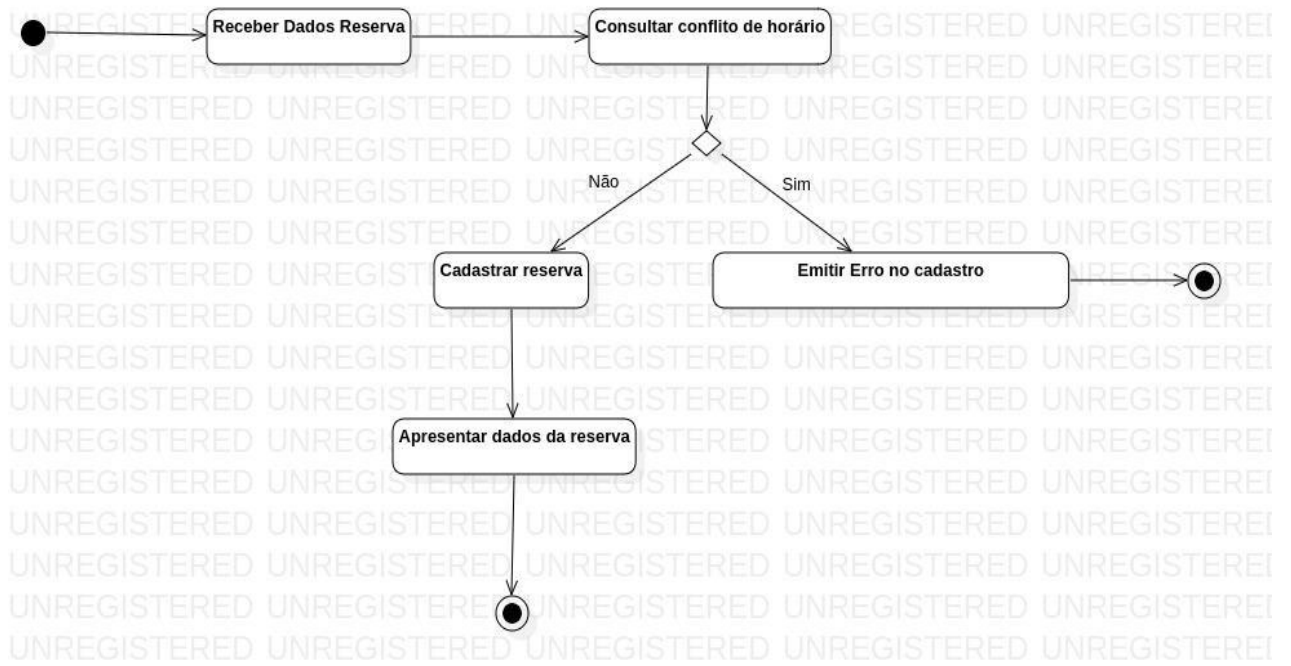 Receber Dados Reserva
Consultar conflito de horário
Não
Sim
Cadastrar reserva
Emitir Erro no cadastro
Apresentar dados da reserva
UNREGISTERED